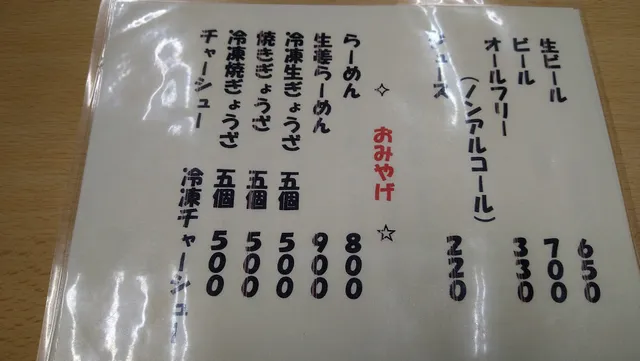 生ビール 650
ビール 700
オールフリー 330
(ノンアルコール)
ジュース 220
✧ おみやげ ☆
らーめん 800
生姜らーめん 900
冷凍生ぎょうざ 五個 500
焼きぎょうざ 五個 500
冷凍焼きぎょうざ 五個 500
チャーシュー 冷凍チャーシュー